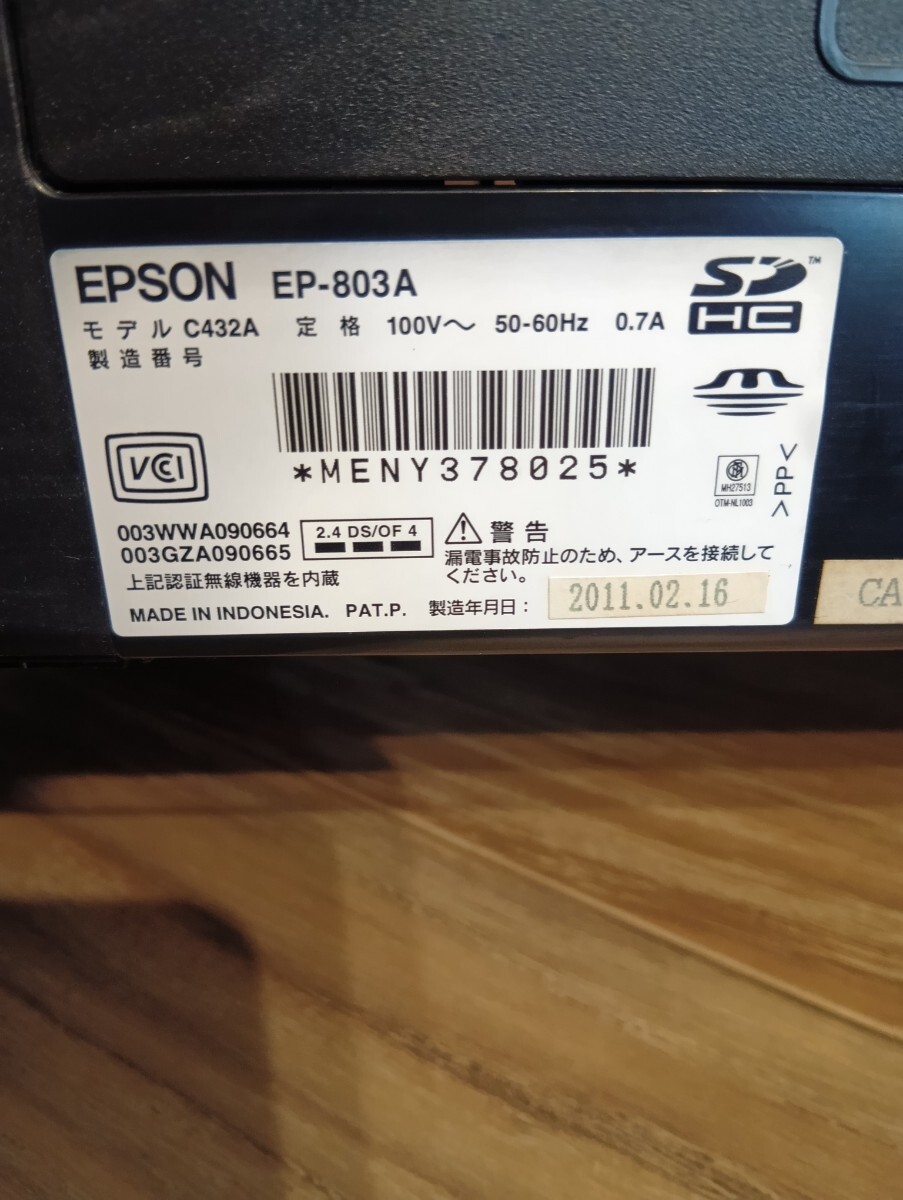 EPSON EP-803A
モデル C432A 定格 100V～ 50-60Hz 0.7A
製造番号
*MENY378025*
SDHC™
VCCI
MH27513
OTM-NL1003
>PP<
003WWA090664
003GZA090665
2.4 DS/OF 4
上記認証無線機器を内蔵
警告
漏電事故防止のため、アースを接続して
ください。
MADE IN INDONESIA. PAT.P. 製造年月日：2011.02.16
CA